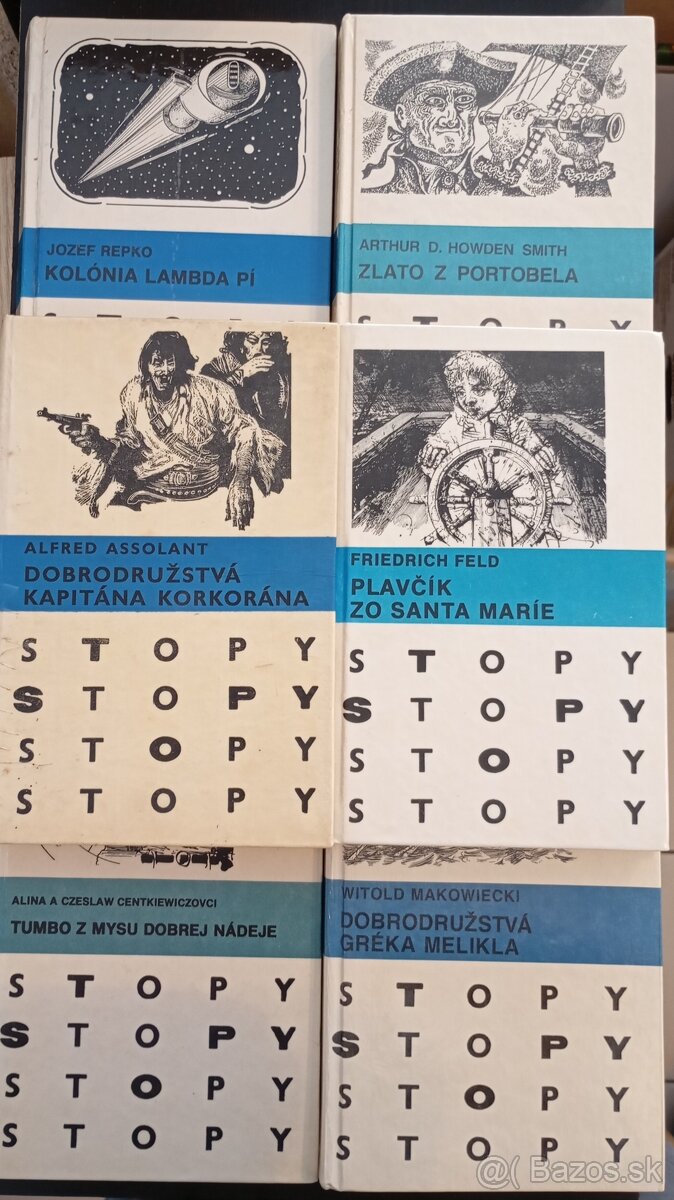 JOZEF REPKO
KOLÓNIA LAMBDA PÍ
ARTHUR D. HOWDEN SMITH
ZLATO Z PORTOBELA
S T O P Y
ALFRED ASSOLANT
DOBRODRUŽSTVÁ
KAPITÁNA KORKORÁNA
S T O P Y
S T O P Y
S T O P Y
S T O P Y
FRIEDRICH FELD
PLAVČÍK
ZO SANTA MARÍE
S T O P Y
S T O P Y
S T O P Y
S T O P Y
ALINA A CZESLAW CENTKIEWICZOVCI
TUMBO Z MYSU DOBREJ NÁDEJE
S T O P Y
S T O P Y
S T O P Y
S T O P Y
WITOLD MAKOWIECKI
DOBRODRUŽSTVÁ
GRÉKA MELIKLA
S T O P Y
S T O P Y
S T O P Y
S T O P Y
@Bazos.sk